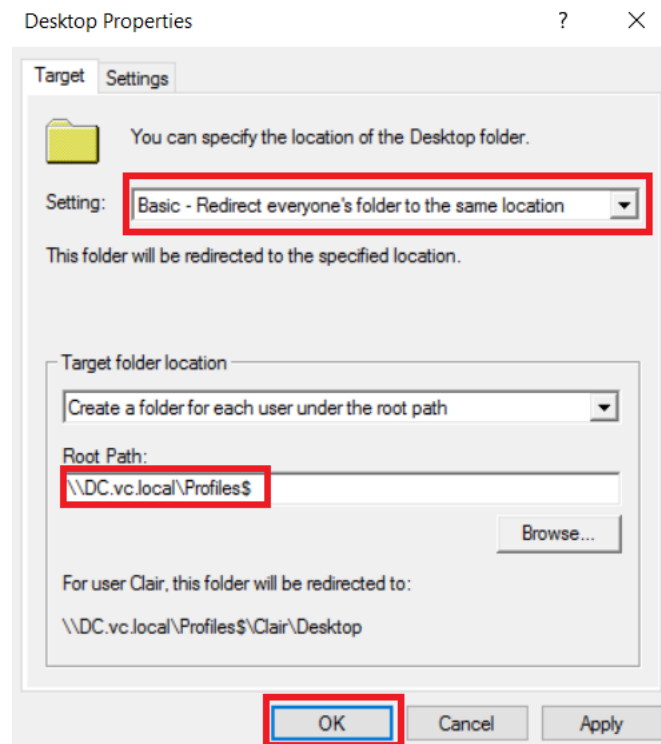 Desktop Properties ? ×
Target Settings
You can specify the location of the Desktop folder.
Setting: Basic - Redirect everyone's folder to the same location
This folder will be redirected to the specified location.
Target folder location
Create a folder for each user under the root path
Root Path:
\\DC.vc.local\Profiles$
Browse...
For user Clair, this folder will be redirected to:
\\DC.vc.local\Profiles$\Clair\Desktop
OK Cancel Apply